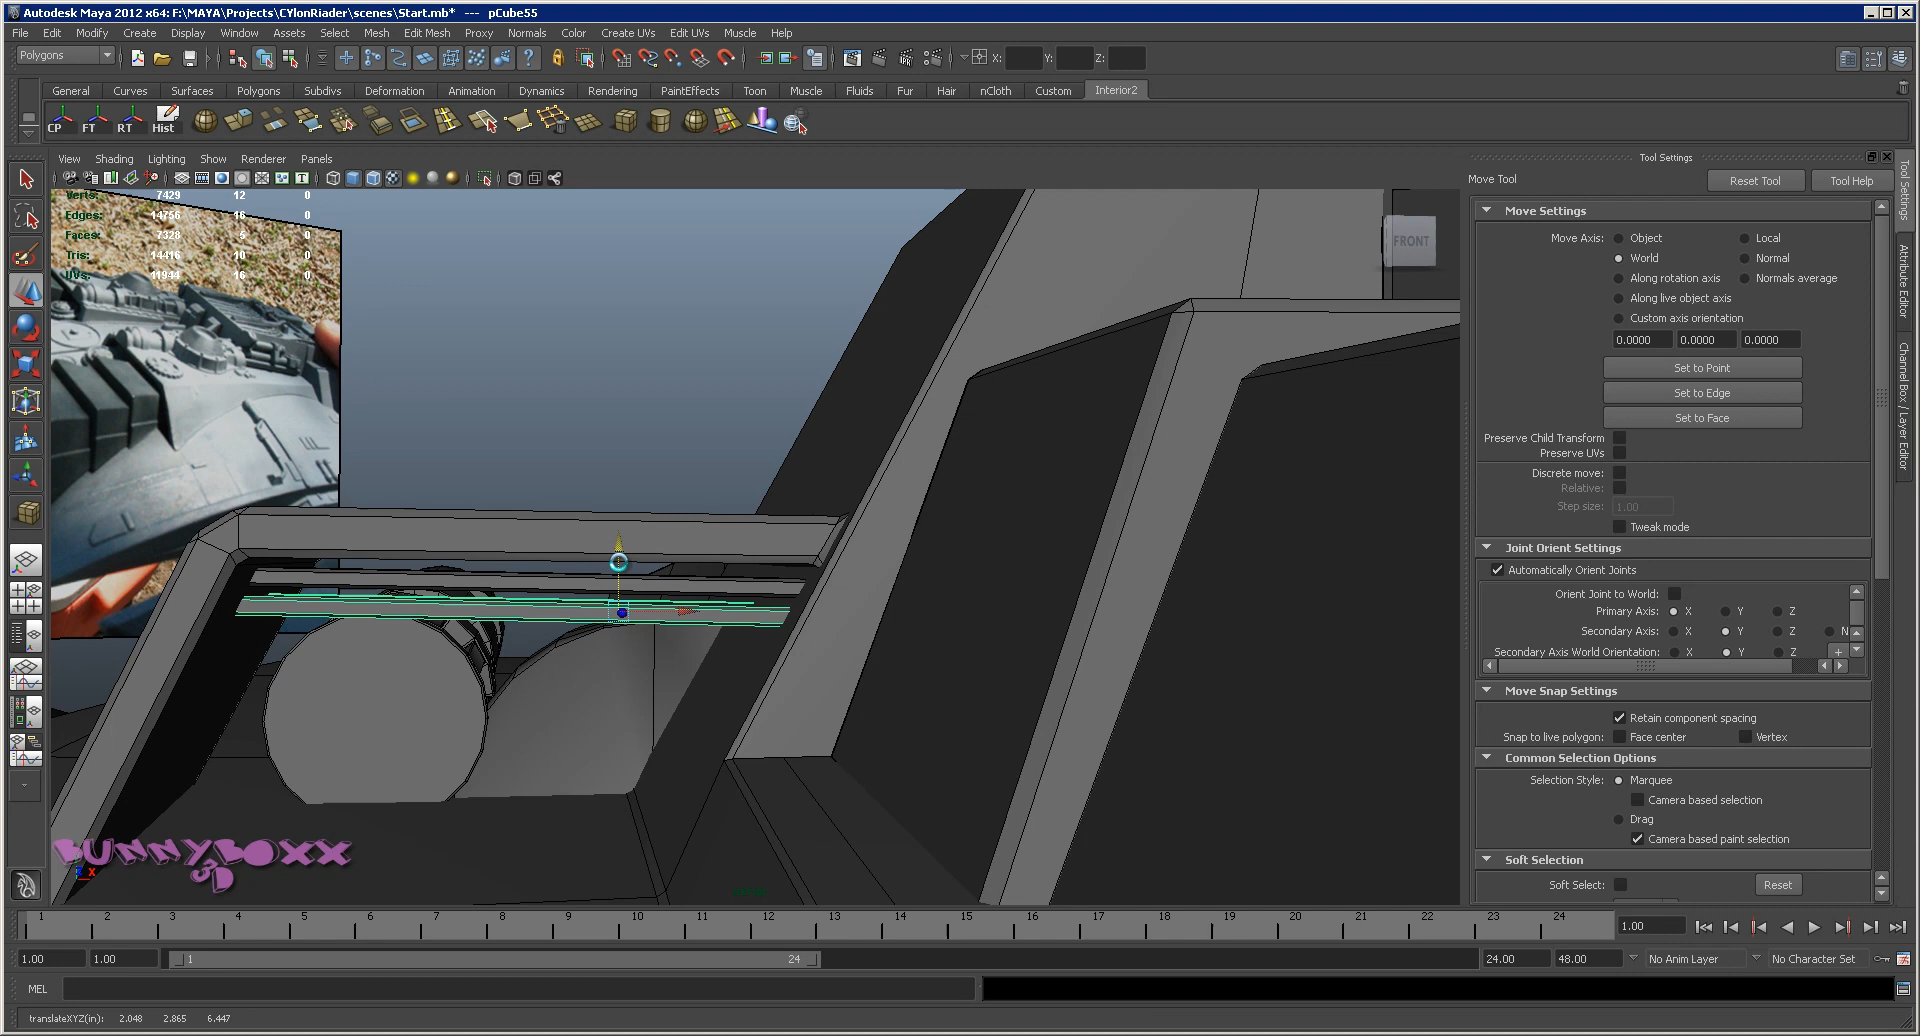 Autodesk Maya 2012 x64: F:\MAYA\Projects\CYlonRiader\scenes\Start.mb* --- pCube55
File Edit Modify Create Display Window Assets Select Mesh Edit Mesh Proxy Normals Color Create UVs Edit UVs Muscle Help
Polygons X: Y: Z:
General Curves Surfaces Polygons Subdivs Deformation Animation Dynamics Rendering PaintEffects Toon Muscle Fluids Fur Hair nCloth Custom Interior2
CP FT RT Hist
View Shading Lighting Show Renderer Panels
Tool Settings
Move Tool Reset Tool Tool Help
Verts: 7429 12 0
Edges: 14756 16 0
Faces: 7328 5 0
Tris: 14416 10 0
UVs: 11944 16 0
FRONT
Move Settings
Move Axis: Object Local
World Normal
Along rotation axis Normals average
Along live object axis
Custom axis orientation
0.0000 0.0000 0.0000
Set to Point
Set to Edge
Set to Face
Preserve Child Transform
Preserve UVs
Discrete move:
Relative:
Step size: 1.00
Tweak mode
Joint Orient Settings
Automatically Orient Joints
Orient Joint to World:
Primary Axis: X Y Z
Secondary Axis: X Y Z N
Secondary Axis World Orientation: X Y Z +
Move Snap Settings
Retain component spacing
Snap to live polygon: Face center Vertex
Common Selection Options
Selection Style: Marquee
Camera based selection
Drag
Camera based paint selection
Soft Selection
Soft Select: Reset
Tool Settings
Attribute Editor
Channel Box / Layer Editor
BUNNYBOXX
3D
X
1 2 3 4 5 6 7 8 9 10 11 12 13 14 15 16 17 18 19 20 21 22 23 24 1.00
1.00 1.00 1 24 24.00 48.00 No Anim Layer No Character Set
MEL
translateXYZ(in): 2.048 2.865 6.447